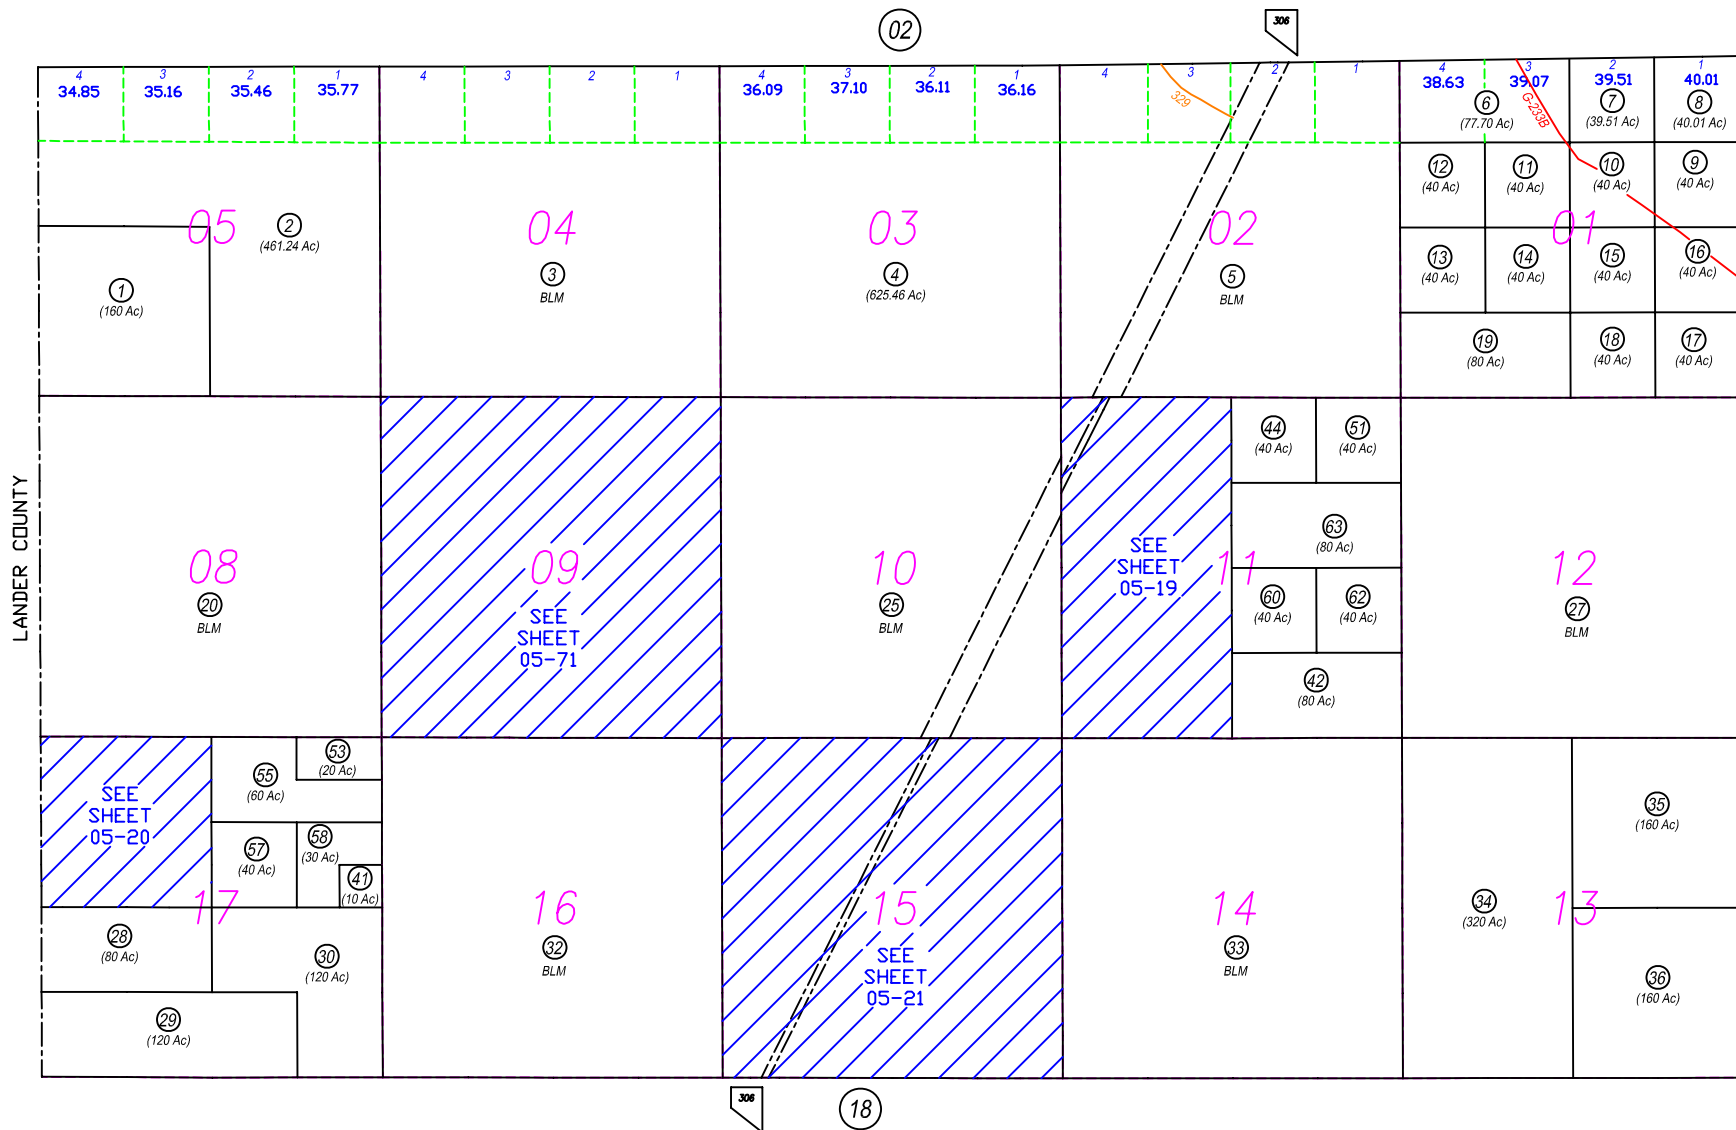 02
306
4 3 2 1 4 3 2 1 4 3 2 1 4 3 2 1 4 3 2 1
34.85 35.16 35.46 35.77 36.09 37.10 36.11 36.16 38.63 39.07 39.51 40.01
329
G-233B
6
(77.70 Ac)
7
(39.51 Ac)
8
(40.01 Ac)
12
(40 Ac)
11
(40 Ac)
10
(40 Ac)
9
(40 Ac)
05
2
(461.24 Ac)
1
(160 Ac)
04
3
BLM
03
4
(625.46 Ac)
02
5
BLM
01
13
(40 Ac)
14
(40 Ac)
15
(40 Ac)
16
(40 Ac)
19
(80 Ac)
18
(40 Ac)
17
(40 Ac)
LANDER COUNTY
08
20
BLM
09
SEE
SHEET
05-71
10
25
BLM
SEE
SHEET
05-19
11
44
(40 Ac)
51
(40 Ac)
63
(80 Ac)
60
(40 Ac)
62
(40 Ac)
42
(80 Ac)
12
27
BLM
SEE
SHEET
05-20
17
55
(60 Ac)
53
(20 Ac)
57
(40 Ac)
58
(30 Ac)
41
(10 Ac)
28
(80 Ac)
30
(120 Ac)
29
(120 Ac)
16
32
BLM
15
SEE
SHEET
05-21
14
33
BLM
13
34
(320 Ac)
35
(160 Ac)
36
(160 Ac)
306
18